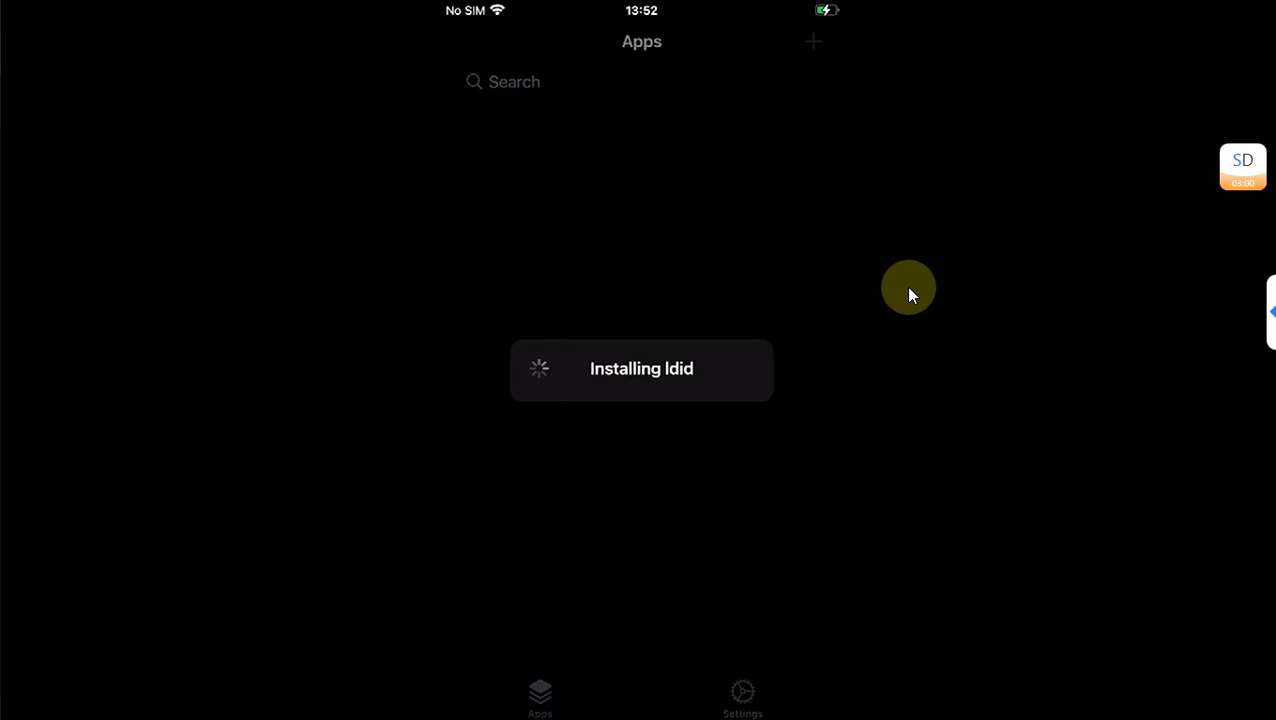 No SIM
13:52
Apps
Search
SD
03:00
Installing ldid
Apps
Settings